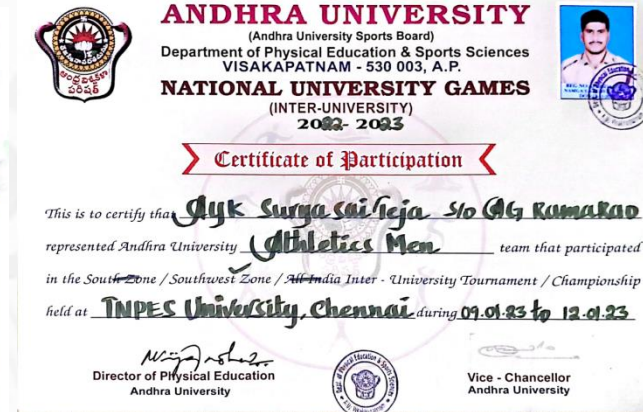 ANDHRA UNIVERSITY
(Andhra University Sports Board)
Department of Physical Education & Sports Sciences
VISAKAPATNAM - 530 003, A.P.
NATIONAL UNIVERSITY GAMES
(INTER-UNIVERSITY)
2022-2023
Certificate of Participation
This is to certify that Ayk Surya sai Teja S/o G Ramarao
represented Andhra University Athletics Men team that participated
in the South Zone / Southwest Zone / All India Inter - University Tournament / Championship
held at TNPES University, Chennai during 09.01.23 to 12.01.23
Director of Physical Education
Andhra University
Vice - Chancellor
Andhra University